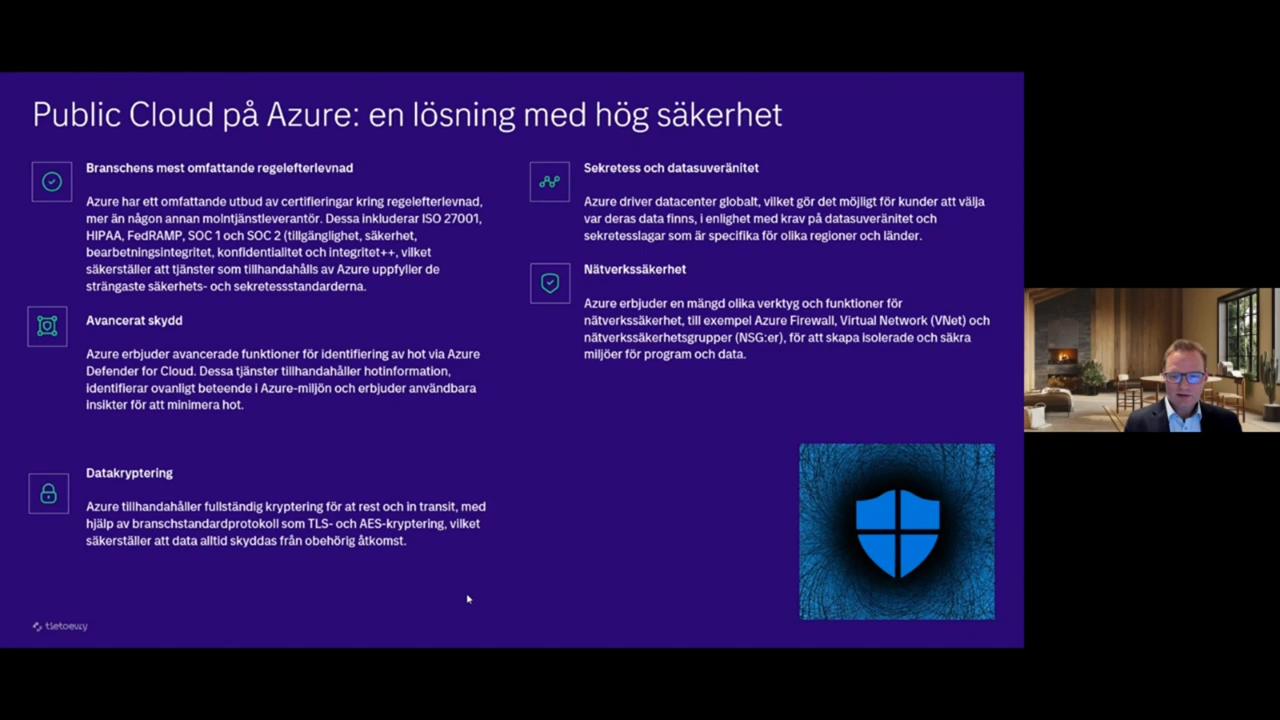 Public Cloud på Azure: en lösning med hög säkerhet
Branschens mest omfattande regelefterlevnad
Azure har ett omfattande utbud av certifieringar kring regelefterlevnad,
mer än någon annan molntjänstleverantör. Dessa inkluderar ISO 27001,
HIPAA, FedRAMP, SOC 1 och SOC 2 (tillgänglighet, säkerhet,
bearbetningsintegritet, konfidentialitet och integritet++, vilket
säkerställer att tjänster som tillhandahålls av Azure uppfyller de
strängaste säkerhets- och sekretessstandarderna.
Avancerat skydd
Azure erbjuder avancerade funktioner för identifiering av hot via Azure
Defender for Cloud. Dessa tjänster tillhandahåller hotinformation,
identifierar ovanligt beteende i Azure-miljön och erbjuder användbara
insikter för att minimera hot.
Datakryptering
Azure tillhandahåller fullständig kryptering för at rest och in transit, med
hjälp av branschstandardprotokoll som TLS- och AES-kryptering, vilket
säkerställer att data alltid skyddas från obehörig åtkomst.
Sekretess och datasuveränitet
Azure driver datacenter globalt, vilket gör det möjligt för kunder att välja
var deras data finns, i enlighet med krav på datasuveränitet och
sekretesslagar som är specifika för olika regioner och länder.
Nätverkssäkerhet
Azure erbjuder en mängd olika verktyg och funktioner för
nätverkssäkerhet, till exempel Azure Firewall, Virtual Network (VNet) och
nätverkssäkerhetsgrupper (NSG:er), för att skapa isolerade och säkra
miljöer för program och data.
tietoevry